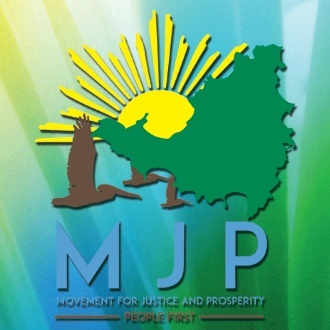 MJP
MOVEMENT FOR JUSTICE AND PROSPERITY
PEOPLE FIRST